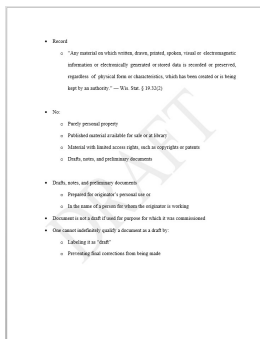 • Record
o "Any material on which written, drawn, printed, spoken, visual or electromagnetic
information or electronically generated or stored data is recorded or preserved,
regardless of physical form or characteristics, which has been created or is being
kept by an authority." — Wis. Stat. § 19.32(2)
• No:
o Purely personal property
o Published material available for sale or at library
o Material with limited access rights, such as copyrights or patents
o Drafts, notes, and preliminary documents
• Drafts, notes, and preliminary documents
o Prepared for originator's personal use or
o In the name of a person for whom the originator is working
• Document is not a draft if used for purpose for which it was commissioned
• One cannot indefinitely qualify a document as a draft by:
o Labeling it as "draft"
o Preventing final corrections from being made
DRAFT